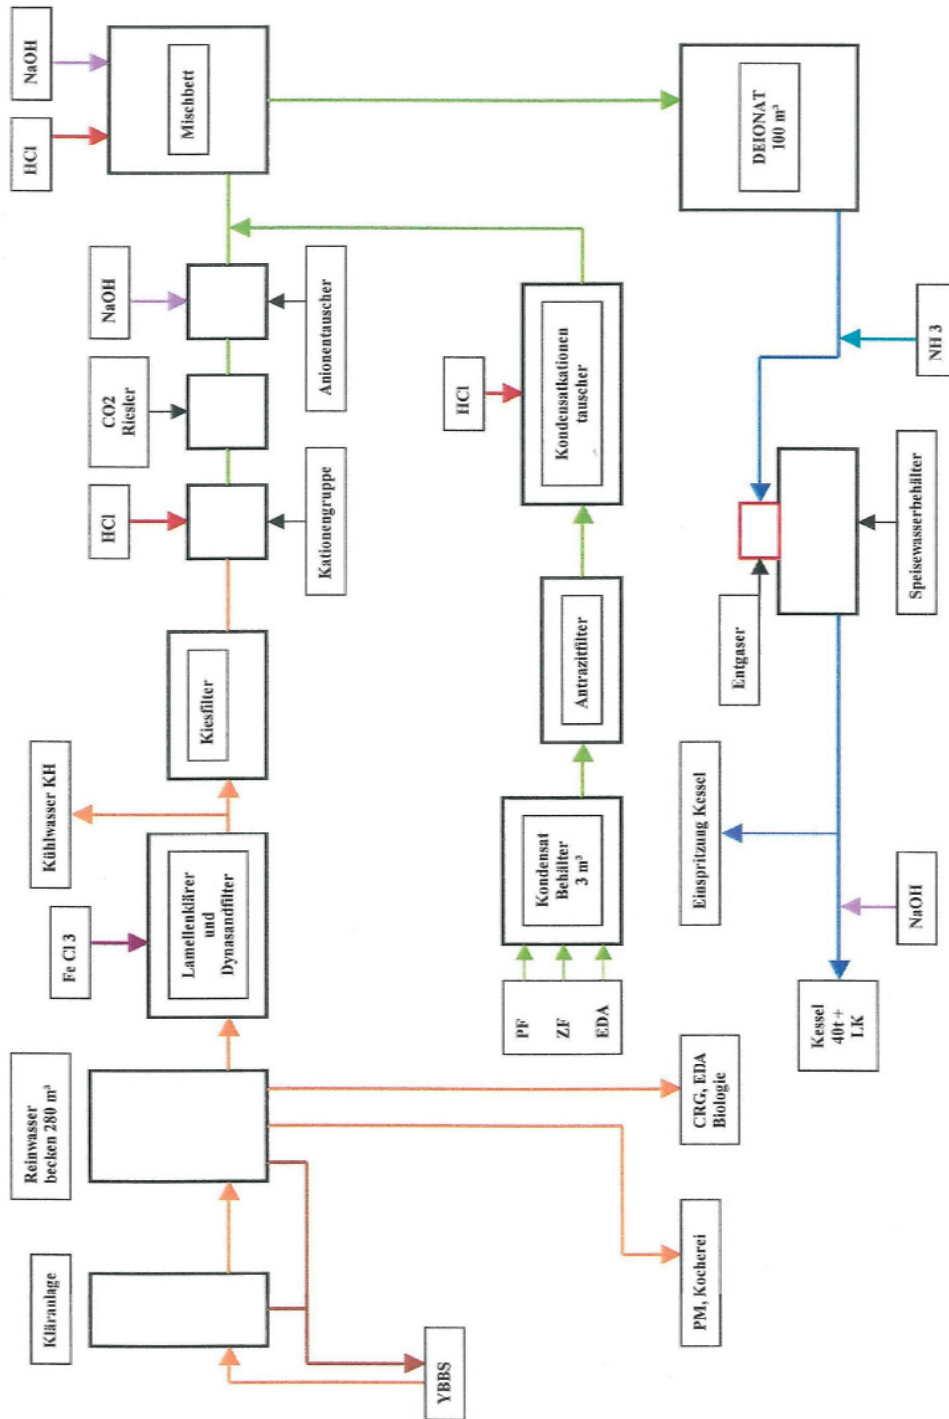 Kläranlage
Reinwasser
becken 280 m³
Fe Cl 3
Kühlwasser KH
HCl
CO2
Riesler
NaOH
HCl
NaOH
Lamellenklärer
und
Dynasandfilter
Kiesfilter
Mischbett
Kationengruppe
Anionentauscher
YBBS
PM, Kocherei
CRG, EDA
Biologie
PF
ZF
EDA
Kondensat
Behälter
3 m³
Antrazitfilter
HCl
Kondensatkationen
tauscher
DEIONAT
100 m³
Einspritzung Kessel
Entgaser
Kessel
40t +
LK
NaOH
Speisewasserbehälter
NH 3